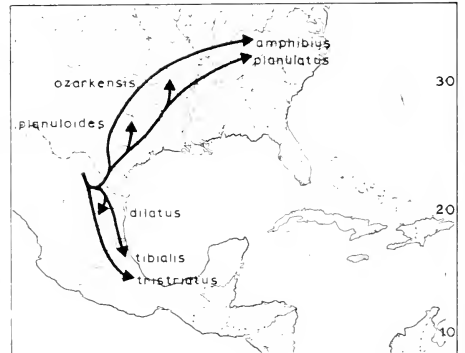 amphibius
planulatus
ozarkensis
30
planuloides
20
dilatus
tibialis
tristriatus
10